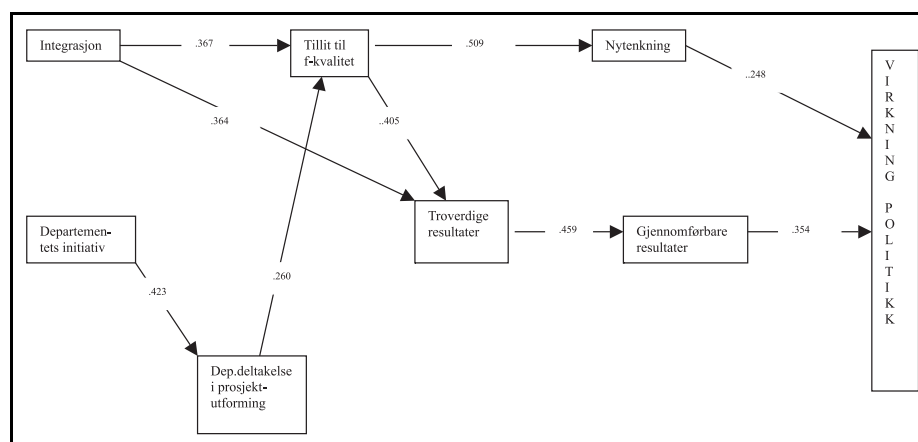 Integrasjon
.367
Tillit til
f-kvalitet
.509
Nytenkning
..248
.364
..405
V
I
R
K
N
I
N
G
P
O
L
I
T
I
K
K
Departemen-
tets initiativ
Troverdige
resultater
.459
Gjennomførbare
resultater
.354
.423
.260
Dep.deltakelse
i prosjekt-
utforming